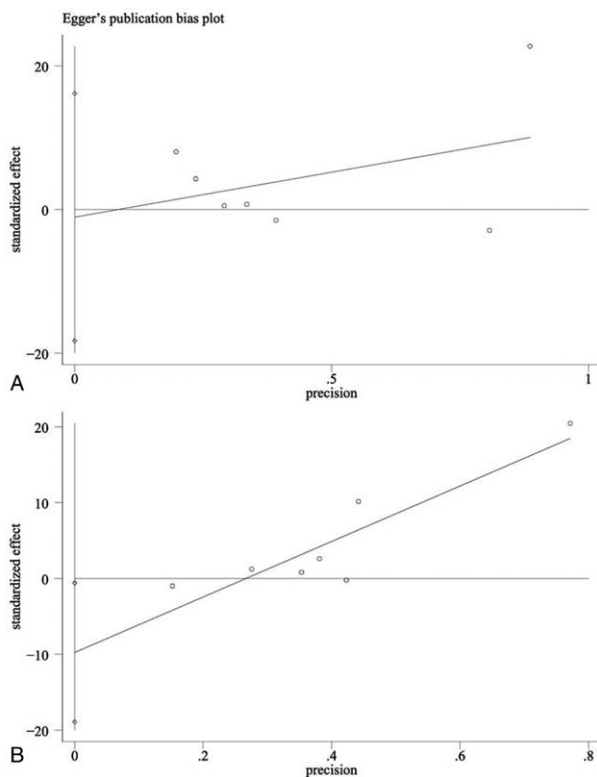 Egger's publication bias plot
20
0
−20
standardized effect
A
0
.5
1
precision
20
10
0
−10
−20
standardized effect
B
0
.2
.4
.6
.8
precision